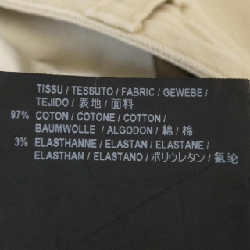 TISSU / TESSUTO / FABRIC / GEWEBE /
TEJIDO / 表地 / 面料
97% COTON / COTONE / COTTON /
BAUMWOLLE / ALGODON / 綿 / 棉
3% ELASTHANNE / ELASTAN / ELASTANE /
ELASTHAN / ELASTANO / ポリウレタン / 氨纶